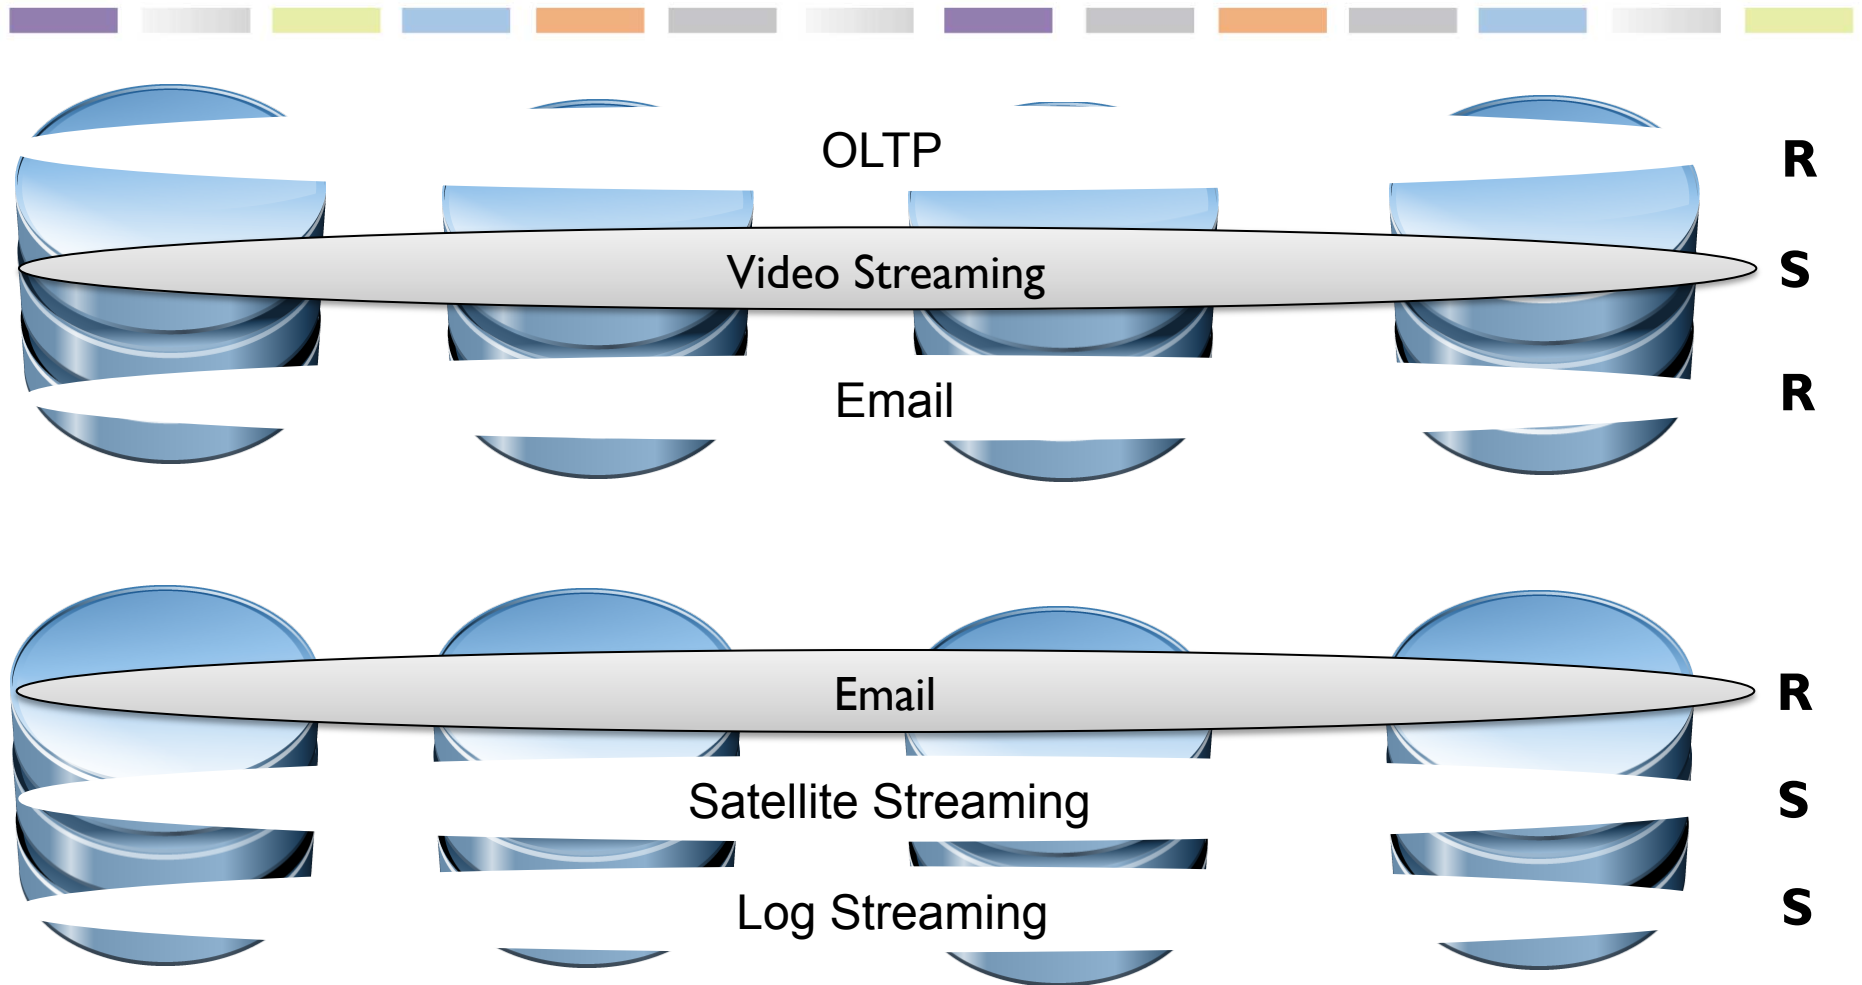 OLTP R
Video Streaming S
Email R
Email R
Satellite Streaming S
Log Streaming S